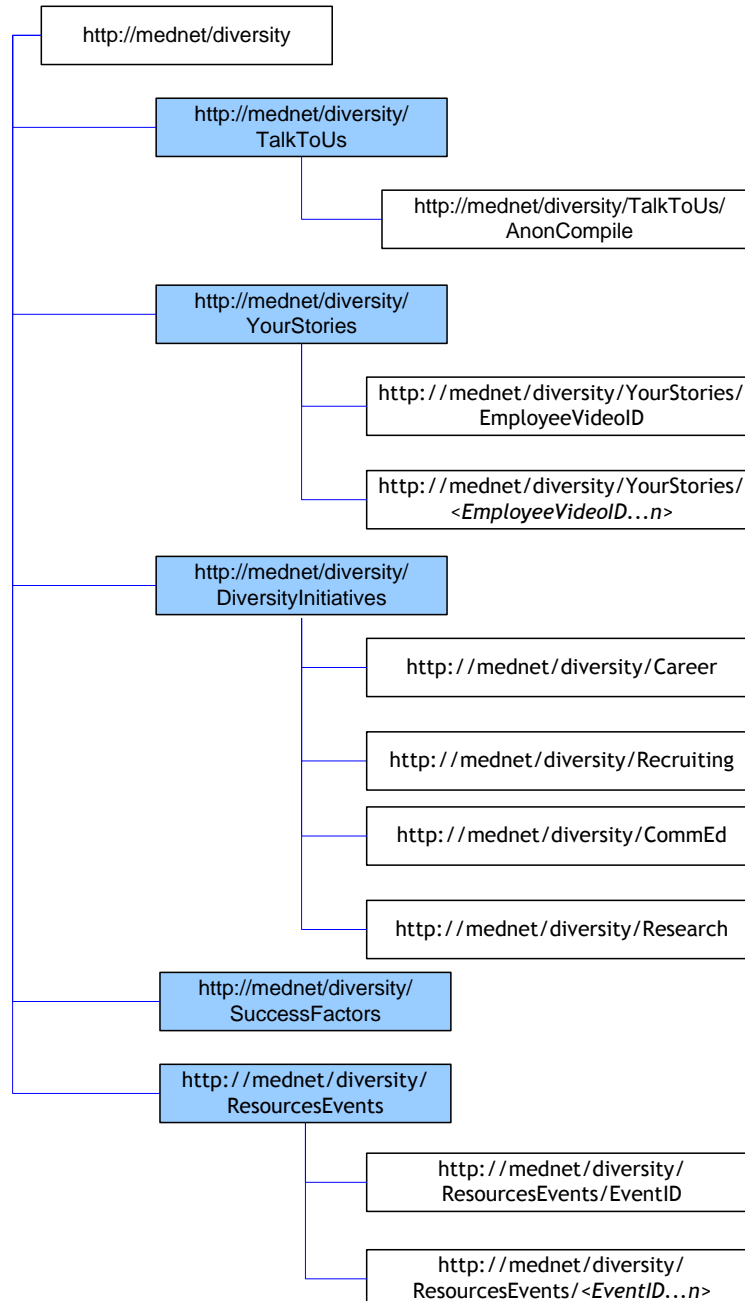 http://mednet/diversity
http://mednet/diversity/
TalkToUs
http://mednet/diversity/TalkToUs/
AnonCompile
http://mednet/diversity/
YourStories
http://mednet/diversity/YourStories/
EmployeeVideoID
http://mednet/diversity/YourStories/
<EmployeeVideoID...n>
http://mednet/diversity/
DiversityInitiatives
http://mednet/diversity/Career
http://mednet/diversity/Recruiting
http://mednet/diversity/CommEd
http://mednet/diversity/Research
http://mednet/diversity/
SuccessFactors
http://mednet/diversity/
ResourcesEvents
http://mednet/diversity/
ResourcesEvents/EventID
http://mednet/diversity/
ResourcesEvents/<EventID...n>